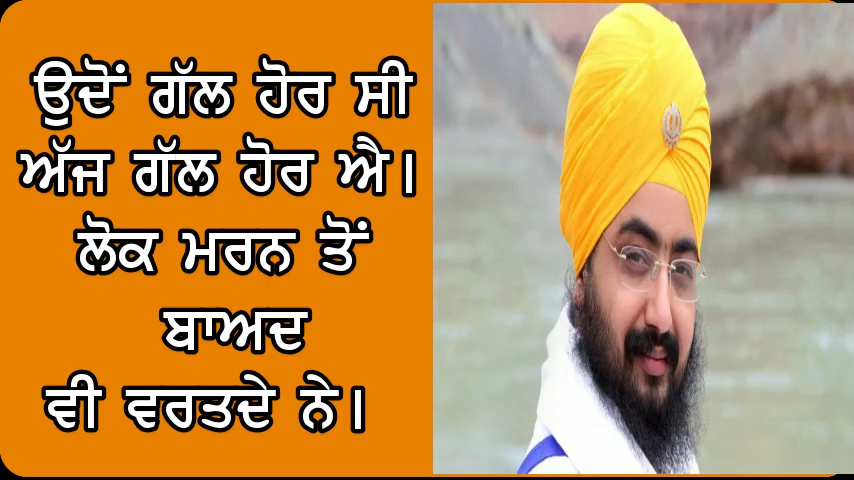 ਉਦੋਂ ਗੱਲ ਹੋਰ ਸੀ
ਅੱਜ ਗੱਲ ਹੋਰ ਐ।
ਲੋਕ ਮਰਨ ਤੋਂ
ਬਾਅਦ
ਵੀ ਵਰਤਦੇ ਨੇ।